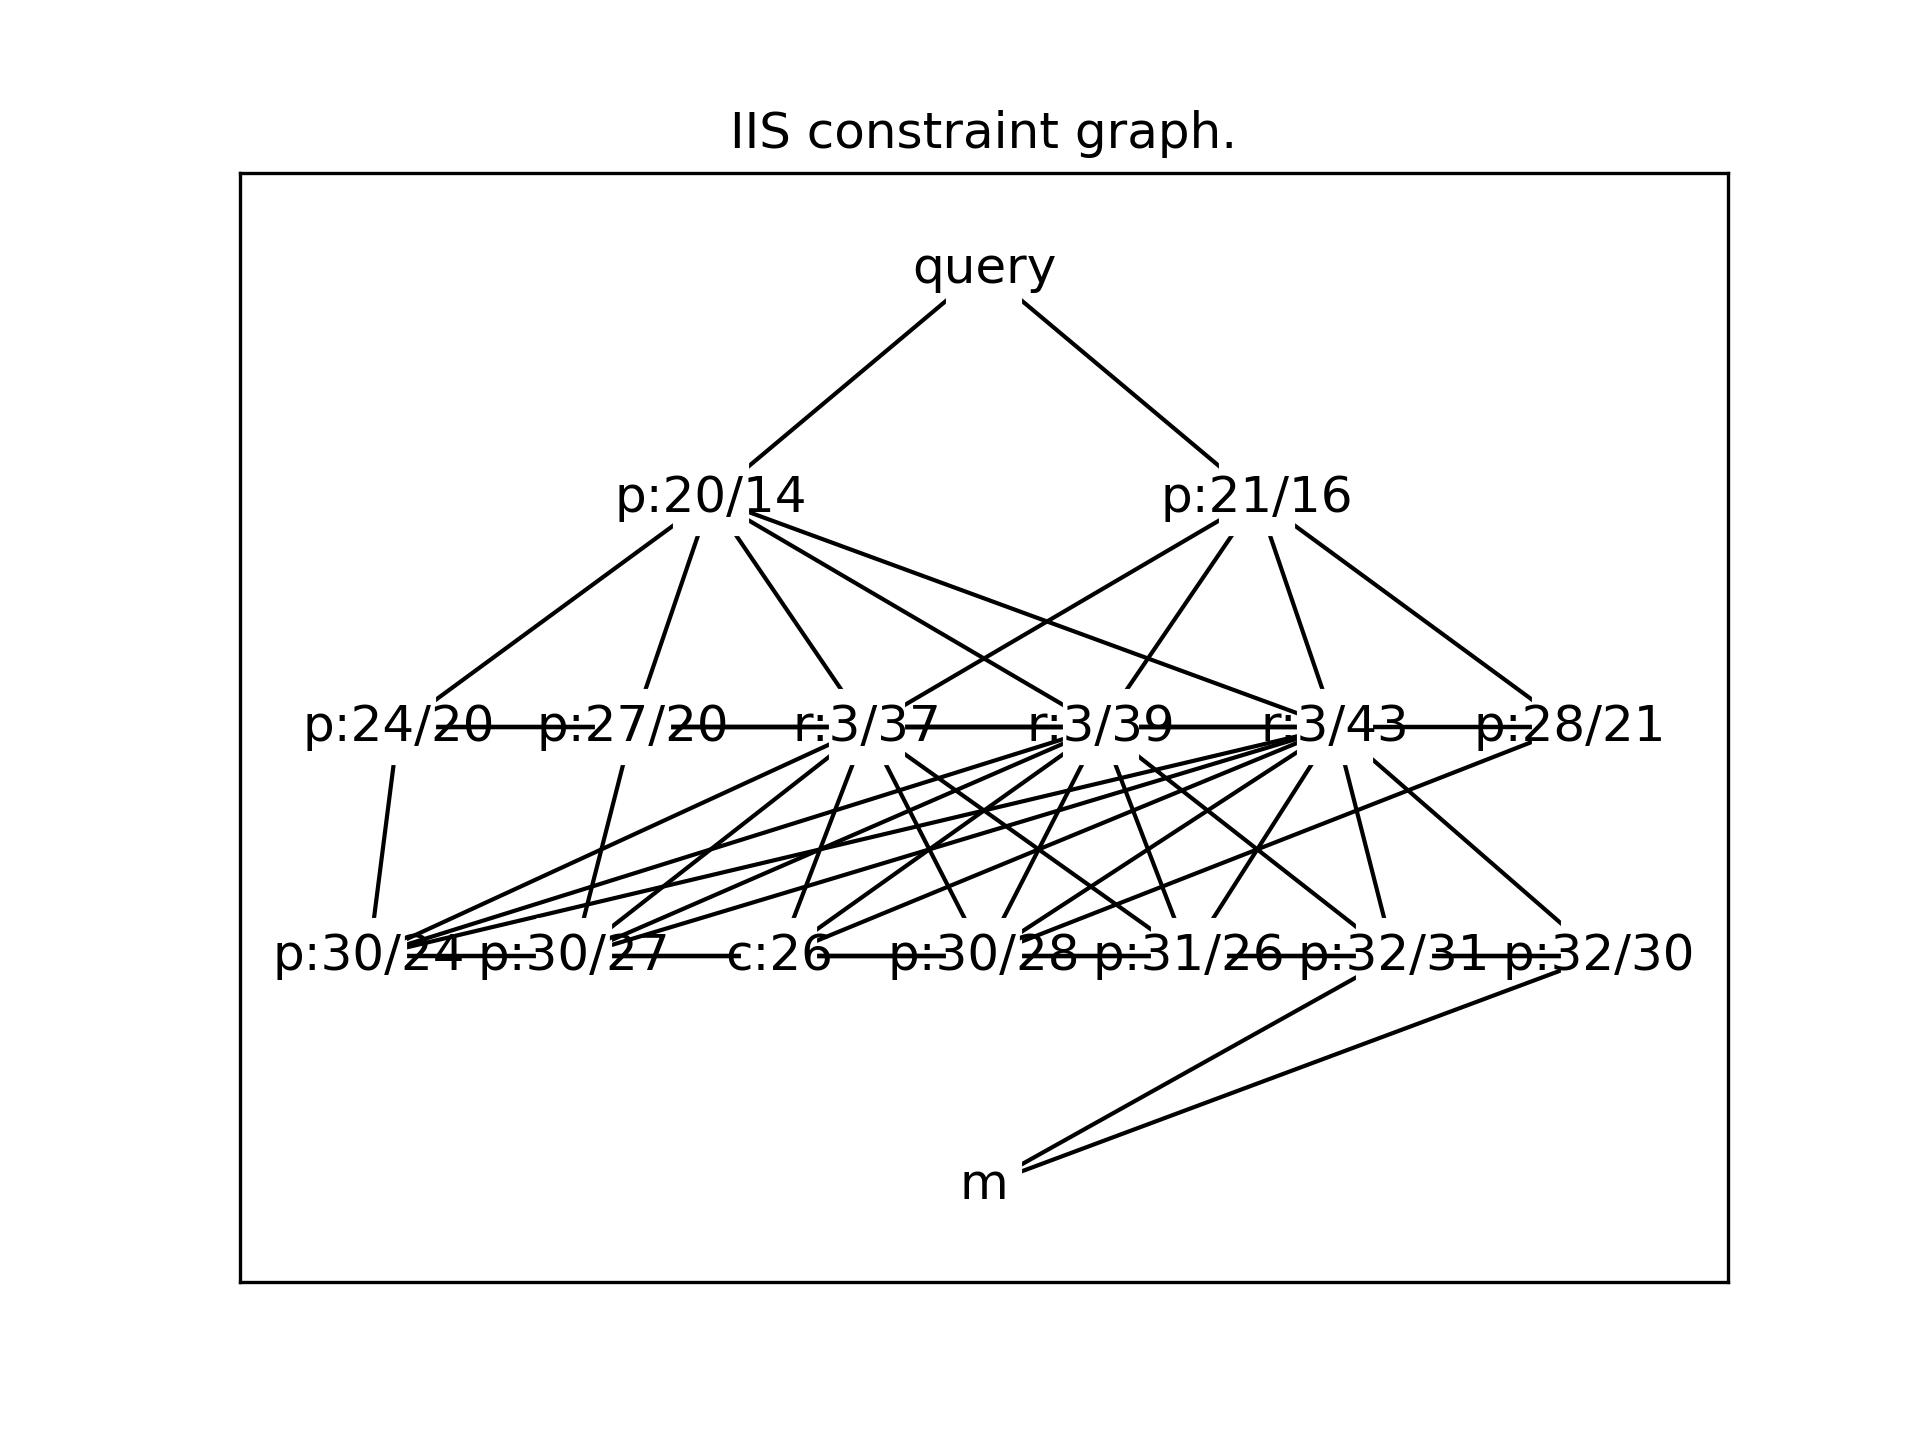 IIS constraint graph.
query
p:20/14 p:21/16
p:24/20 p:27/20 r:3/37 r:3/39 r:3/43 p:28/21
p:30/24 p:30/27 c:26 p:30/28 p:31/26 p:32/31 p:32/30
m